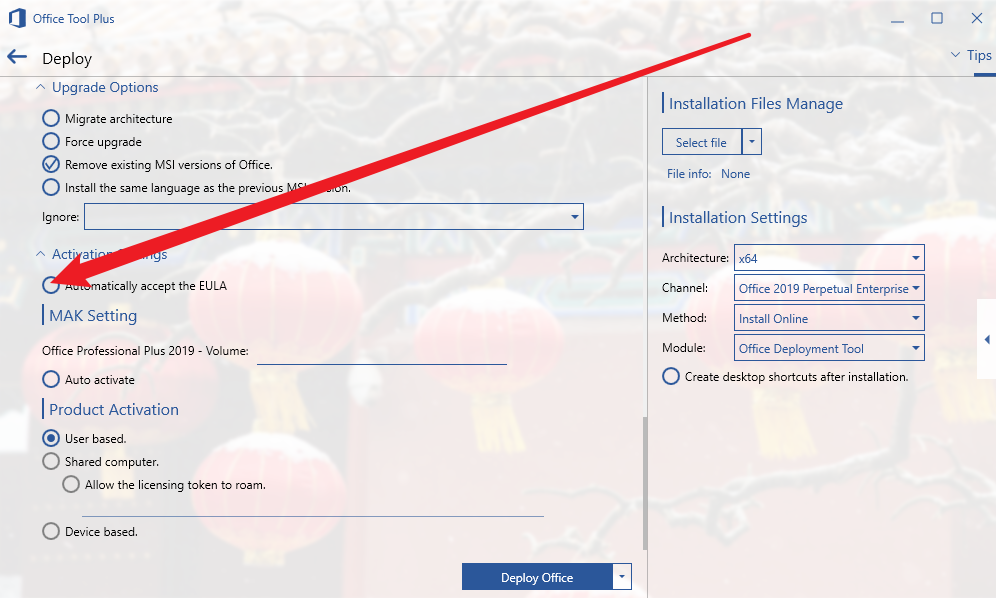 Office Tool Plus
Deploy
Tips
Upgrade Options
Migrate architecture
Force upgrade
Remove existing MSI versions of Office.
Install the same language as the previous MSI version.
Ignore:
Activation Settings
Automatically accept the EULA
MAK Setting
Office Professional Plus 2019 - Volume:
Auto activate
Product Activation
User based.
Shared computer.
Allow the licensing token to roam.
Device based.
Deploy Office
Installation Files Manage
Select file
File info: None
Installation Settings
Architecture: x64
Channel: Office 2019 Perpetual Enterprise
Method: Install Online
Module: Office Deployment Tool
Create desktop shortcuts after installation.